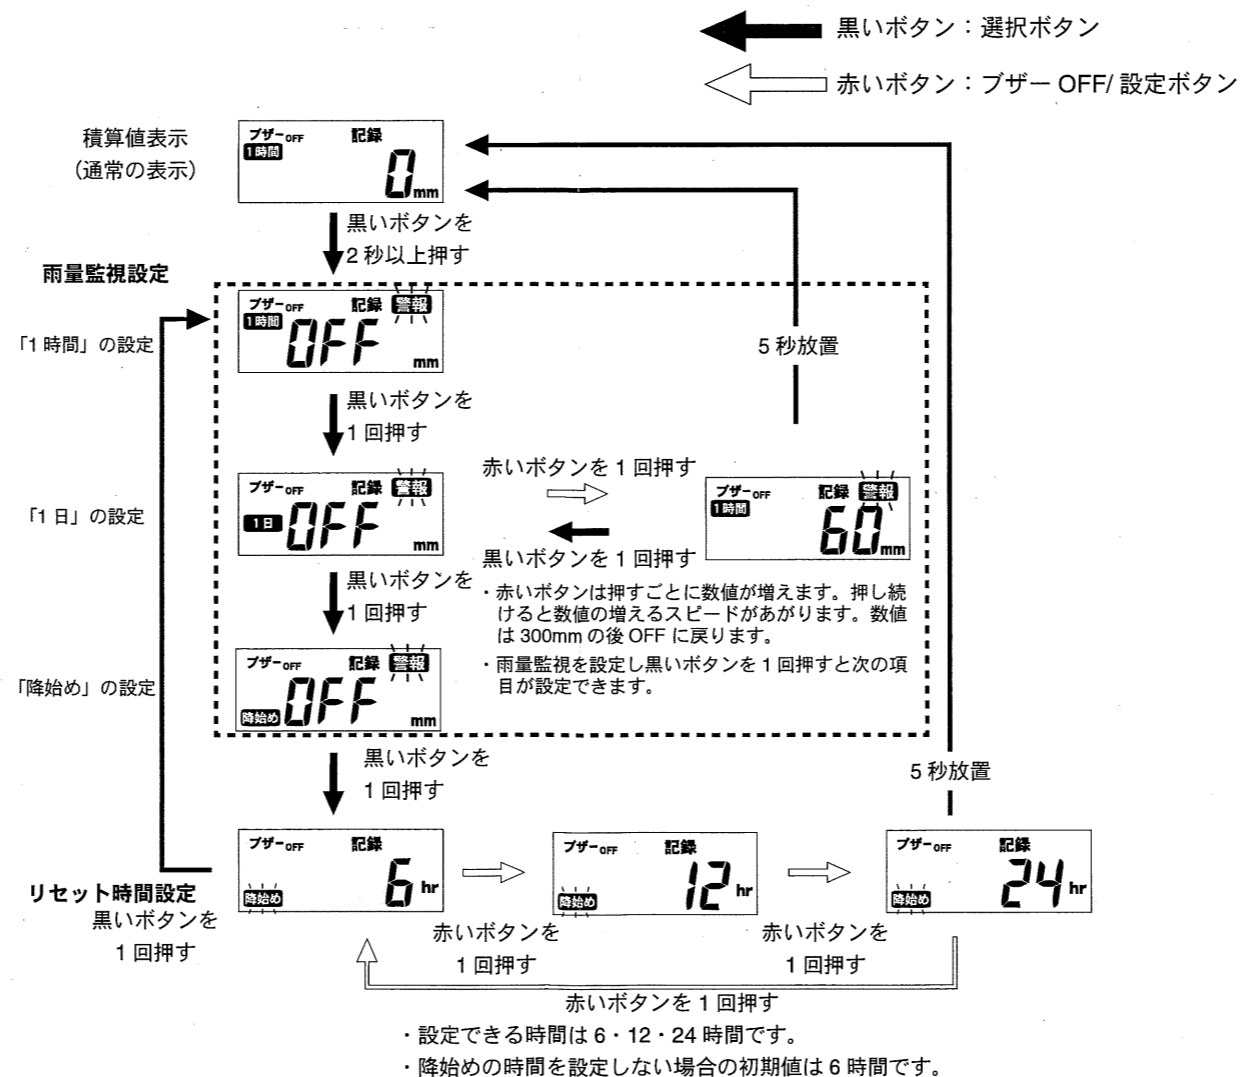 黒いボタン：選択ボタン
赤いボタン：ブザー OFF/ 設定ボタン
積算値表示
（通常の表示）
ブザーOFF 記録
1時間
0mm
黒いボタンを
2 秒以上押す
雨量監視設定
「1 時間」の設定
ブザーOFF 記録 警報
1時間
OFF
mm
5 秒放置
黒いボタンを
1 回押す
「1 日」の設定
ブザーOFF 記録 警報
1日
OFF
mm
赤いボタンを 1 回押す
黒いボタンを 1 回押す
ブザーOFF 記録 警報
1時間
60mm
・赤いボタンは押すごとに数値が増えます。押し続
けると数値の増えるスピードがあがります。数値
は 300mm の後 OFF に戻ります。
・雨量監視を設定し黒いボタンを 1 回押すと次の項
目が設定できます。
黒いボタンを
1 回押す
「降始め」の設定
ブザーOFF 記録 警報
降始め
OFF
mm
黒いボタンを
1 回押す
5 秒放置
リセット時間設定
黒いボタンを
1 回押す
ブザーOFF 記録
降始め
6 hr
赤いボタンを
1 回押す
ブザーOFF 記録
降始め
12 hr
赤いボタンを
1 回押す
ブザーOFF 記録
降始め
24 hr
赤いボタンを 1 回押す
・設定できる時間は 6・12・24 時間です。
・降始めの時間を設定しない場合の初期値は 6 時間です。